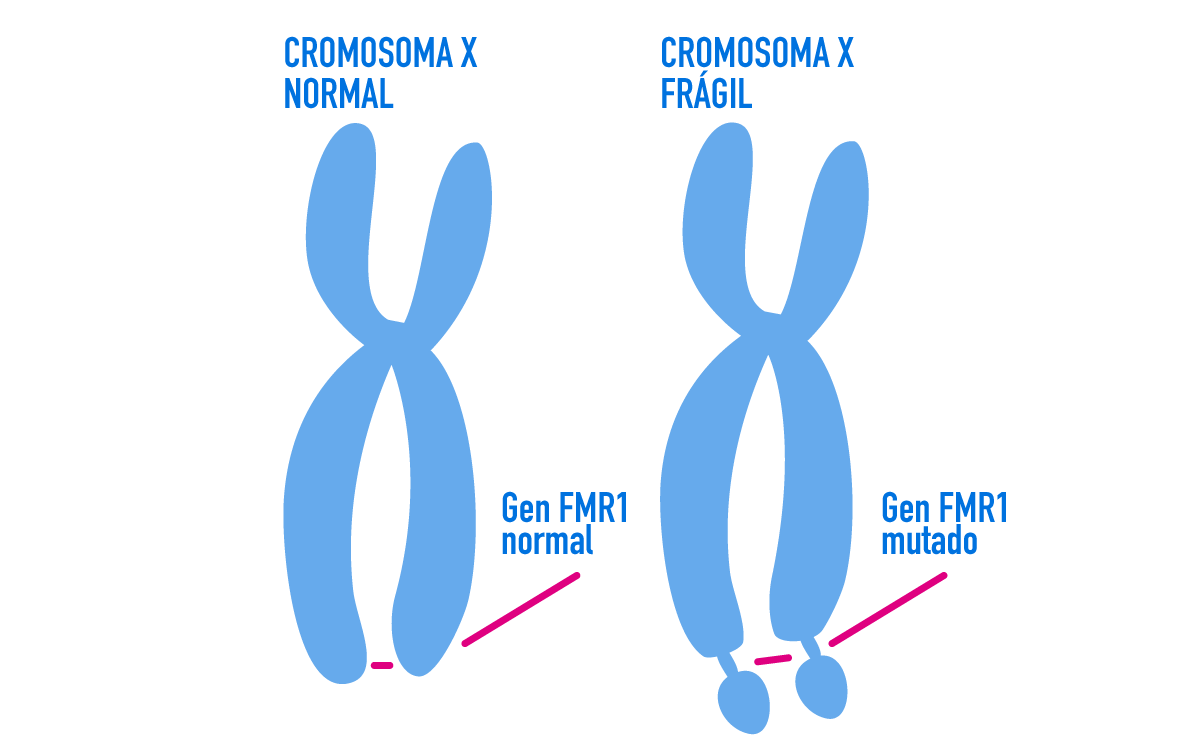 CROMOSOMA X
NORMAL
CROMOSOMA X
FRÁGIL
Gen FMR1
normal
Gen FMR1
mutado